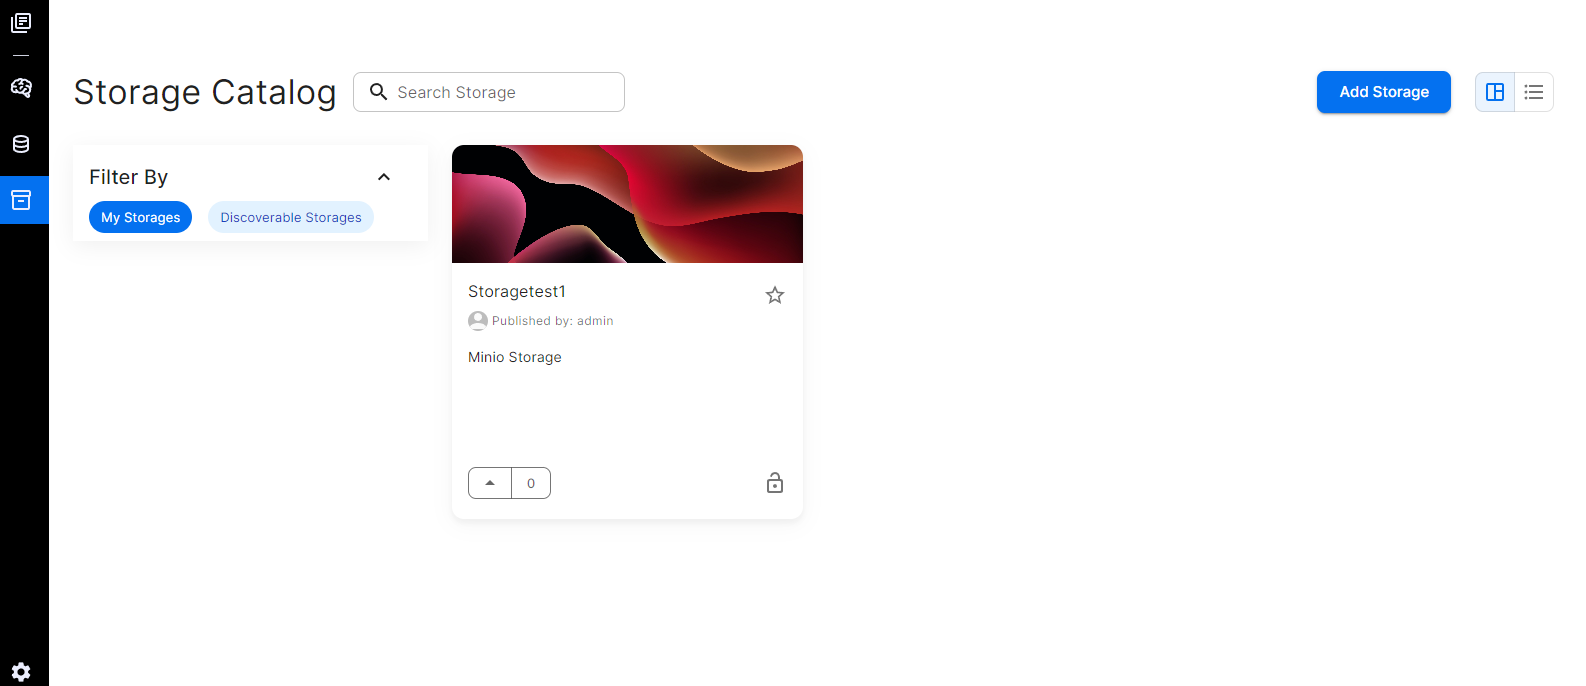 Storage Catalog
Search Storage
Add Storage
Filter By
My Storages
Discoverable Storages
Storagetest1
Published by: admin
Minio Storage
0